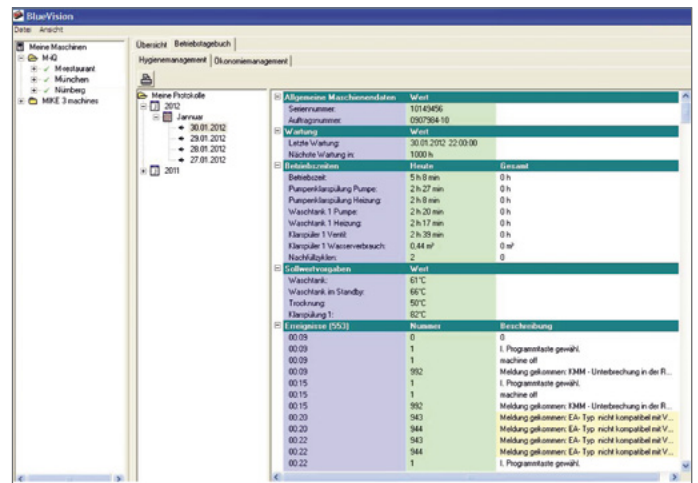 BlueVision
Datei Ansicht
Meine Maschinen
M-iQ
M-restaurant
München
Nürnberg
MIKE 3 machines
Übersicht Betriebstagebuch
Hygienemanagement Ökonomiemanagement
Meine Protokolle
2012
Jannuar
30.01.2012
29.01.2012
28.01.2012
27.01.2012
2011
Allgemeine Maschinendaten Wert
Seriennummer: 10149456
Auftragsnummer: 0907984-10
Wartung Wert
Letzte Wartung: 30.01.2012 22:00:00
Nächste Wartung in: 1000 h
Betriebszeiten Heute Gesamt
Betriebszeit: 5 h 8 min 0 h
Pumpenklarspülung Pumpe: 2 h 27 min 0 h
Pumpenklarspülung Heizung: 2 h 8 min 0 h
Waschtank 1 Pumpe: 2 h 20 min 0 h
Waschtank 1 Heizung: 2 h 17 min 0 h
Klarspüler 1 Ventil: 2 h 39 min 0 h
Klarspüler 1 Wasserverbrauch: 0,44 m³ 0 m³
Nachfüllzyklen: 2 0
Sollwertvorgaben Wert
Waschtank: 61°C
Waschtank im Standby: 66°C
Trocknung: 50°C
Klarspülung 1: 82°C
Ereignisse (553) Nummer Beschreibung
00:09 0 0
00:09 1 I. Programmtaste gewähl.
00:09 1 machine off
00:09 992 Meldung gekommen: KMM - Unterbrechung in der R...
00:15 1 I. Programmtaste gewähl.
00:15 1 machine off
00:15 992 Meldung gekommen: KMM - Unterbrechung in der R...
00:20 943 Meldung gekommen: EA- Typ nicht kompatibel mit V...
00:20 944 Meldung gekommen: EA- Typ nicht kompatibel mit V...
00:22 943 Meldung gekommen: EA- Typ nicht kompatibel mit V...
00:22 944 Meldung gekommen: EA- Typ nicht kompatibel mit V...
00:22 1 I. Programmtaste gewähl.